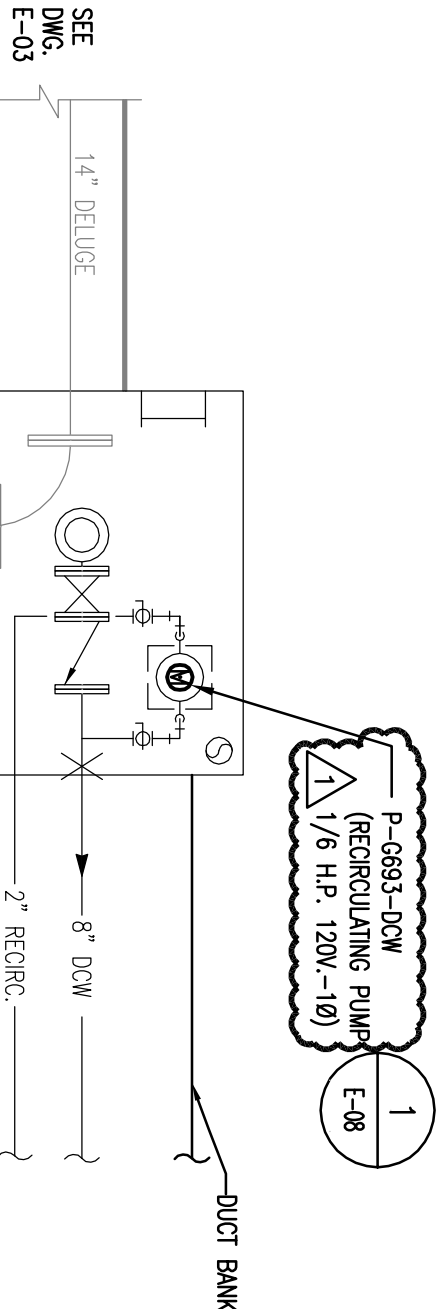 SEE
DWG.
E-03
14" DELUGE
P-G693-DCW
(RECIRCULATING PUMP
1/6 H.P. 120V.-1Ø)
1
1
E-08
M
8" DCW
2" RECIRC.
DUCT BANK